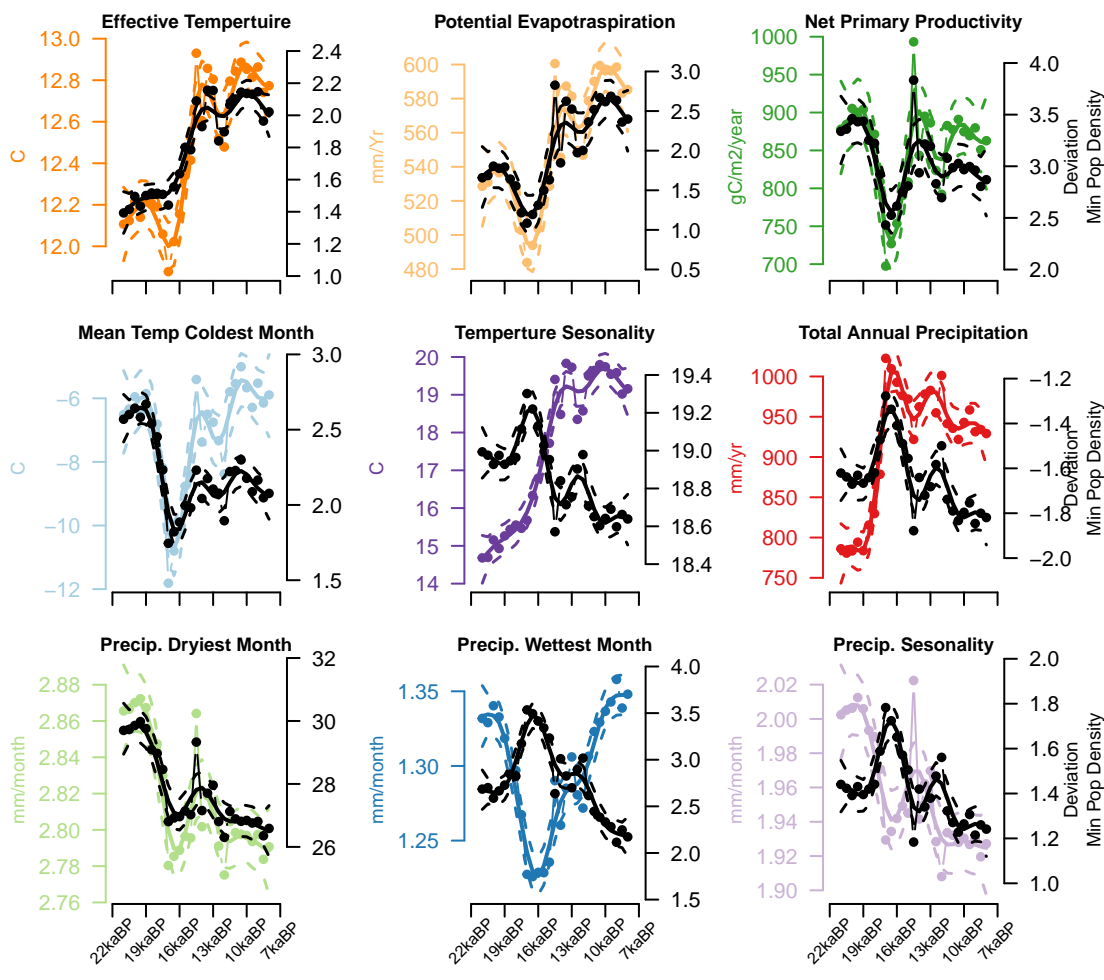 Effective Tempertuire
C
13.0
12.8
12.6
12.4
12.2
12.0
2.4
2.2
2.0
1.8
1.6
1.4
1.2
1.0
Potential Evapotraspiration
mm/Yr
600
580
560
540
520
500
480
3.0
2.5
2.0
1.5
1.0
0.5
Net Primary Productivity
gC/m2/year
1000
950
900
850
800
750
700
4.0
3.5
3.0
2.5
2.0
Deviation
Min Pop Density
Mean Temp Coldest Month
C
−6
−8
−10
−12
3.0
2.5
2.0
1.5
Temperture Sesonality
C
20
19
18
17
16
15
14
19.4
19.2
19.0
18.8
18.6
18.4
Total Annual Precipitation
mm/yr
1000
950
900
850
800
750
−1.2
−1.4
−1.6
−1.8
−2.0
Deviation
Min Pop Density
Precip. Dryiest Month
mm/month
2.88
2.86
2.84
2.82
2.80
2.78
2.76
32
30
28
26
22kaBP
19kaBP
16kaBP
13kaBP
10kaBP
7kaBP
Precip. Wettest Month
mm/month
1.35
1.30
1.25
4.0
3.5
3.0
2.5
2.0
1.5
22kaBP
19kaBP
16kaBP
13kaBP
10kaBP
7kaBP
Precip. Sesonality
mm/month
2.02
2.00
1.98
1.96
1.94
1.92
1.90
2.0
1.8
1.6
1.4
1.2
1.0
Deviation
Min Pop Density
22kaBP
19kaBP
16kaBP
13kaBP
10kaBP
7kaBP